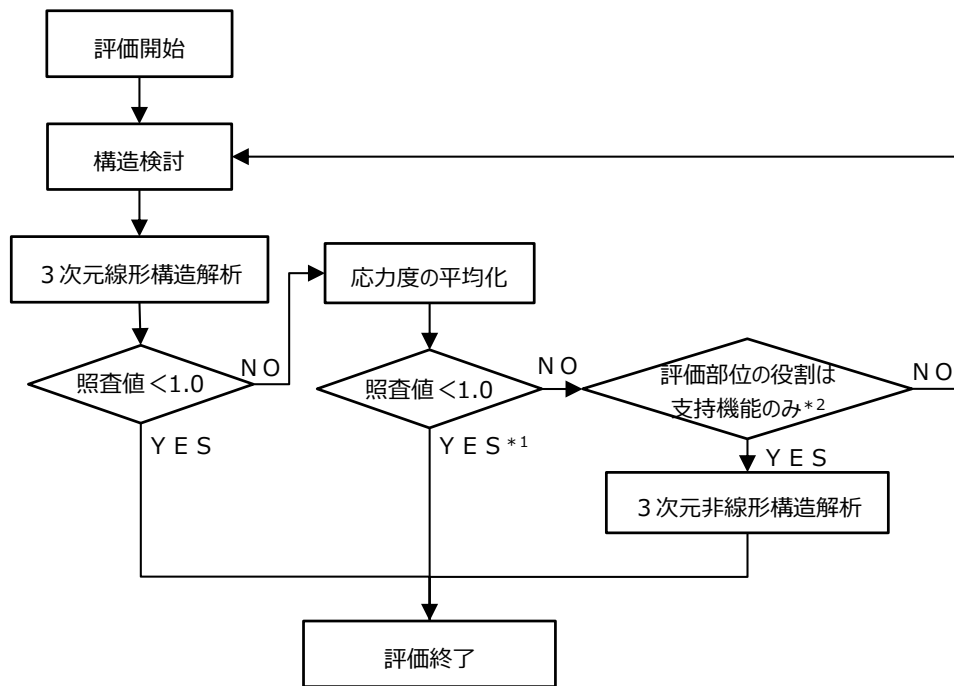 評価開始
構造検討
３次元線形構造解析
照査値＜1.0
ＮＯ
ＹＥＳ
応力度の平均化
照査値＜1.0
ＮＯ
ＹＥＳ*1
評価部位の役割は
支持機能のみ*2
ＮＯ
ＹＥＳ
３次元非線形構造解析
評価終了